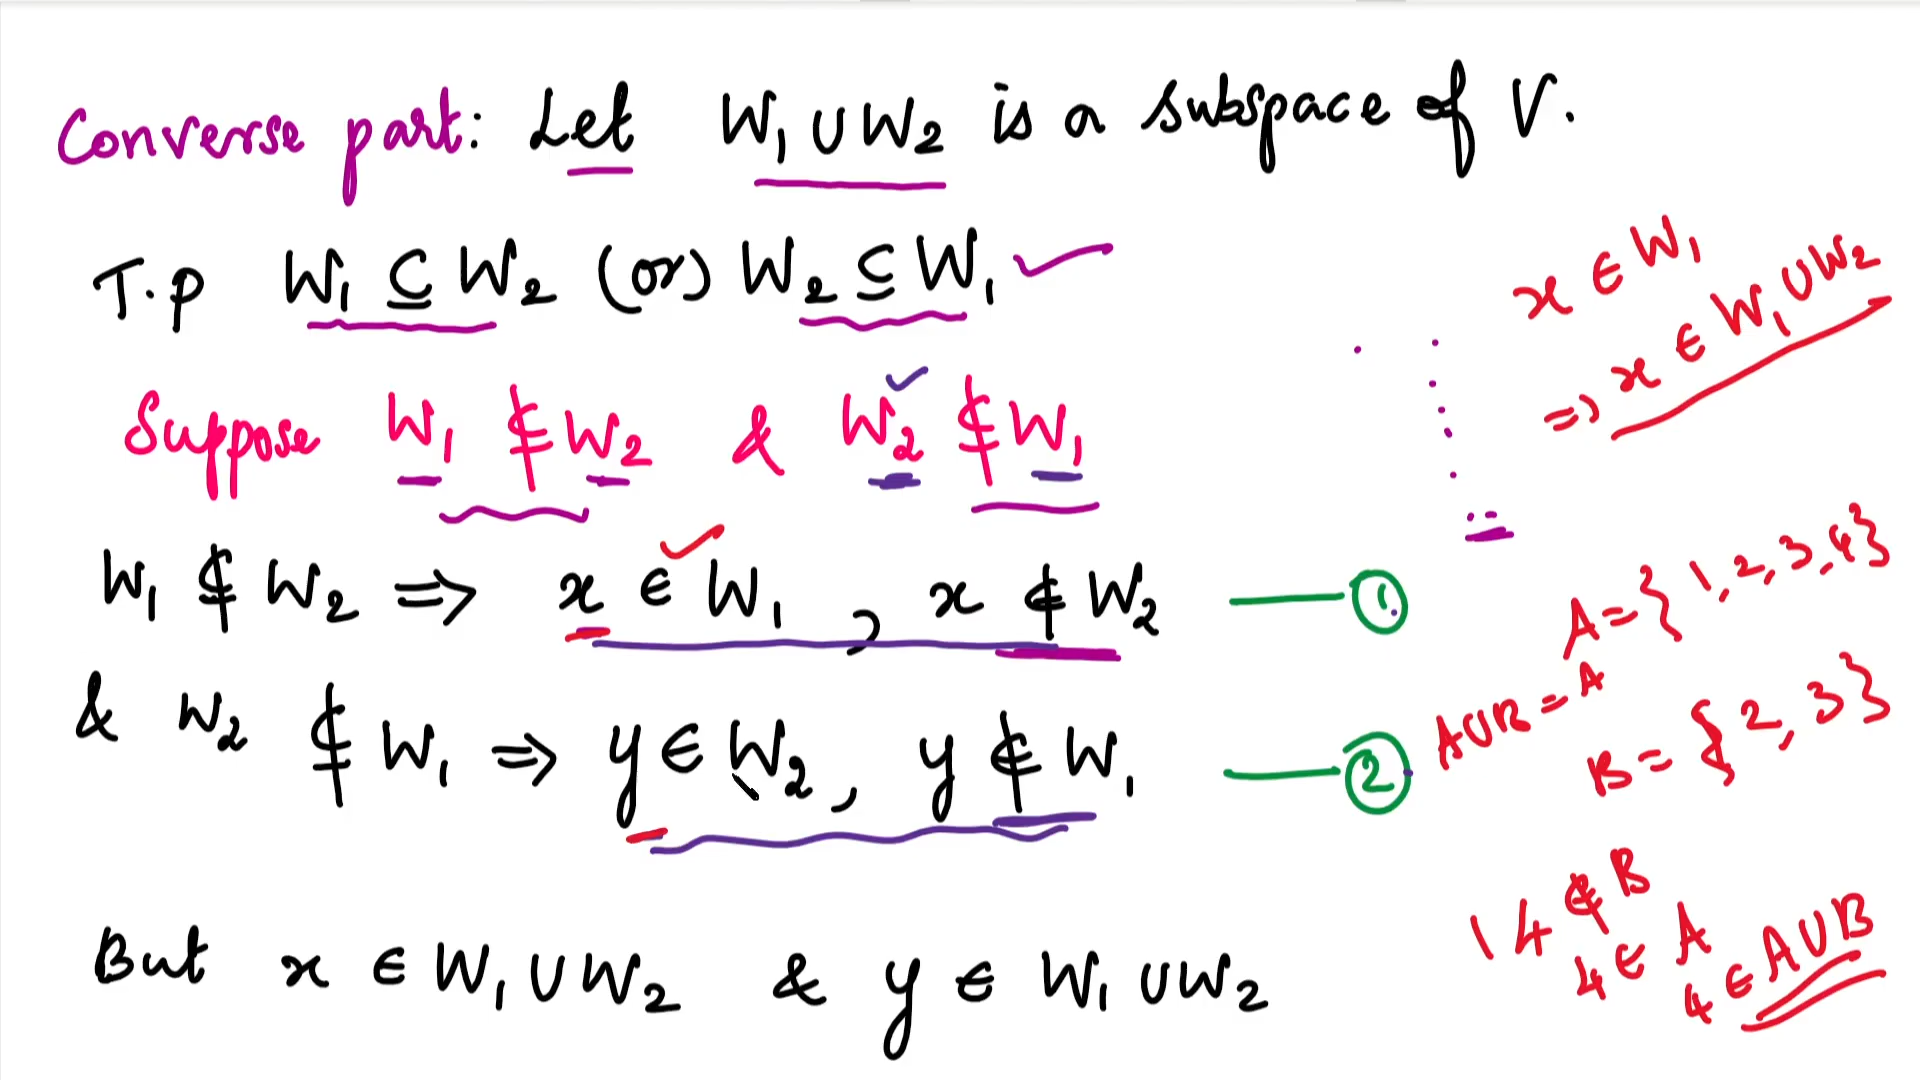 Converse part: Let W₁ ∪ W₂ is a subspace of V.
T.p W₁ ⊆ W₂ (or) W₂ ⊆ W₁ ✓
x ∈ W₁
⇒ x ∈ W₁ ∪ W₂
Suppose W₁ ⊈ W₂ & W₂ ⊈ W₁
W₁ ⊈ W₂ ⇒ x ∈ W₁, x ∉ W₂ — ①
A = {1, 2, 3, 4}
& W₂ ⊈ W₁ ⇒ y ∈ W₂, y ∉ W₁ — ②
A∪B = A
B = {2, 3}
But x ∈ W₁ ∪ W₂ & y ∈ W₁ ∪ W₂
1 4 ∉ B
4 ∈ A
4 ∈ A∪B